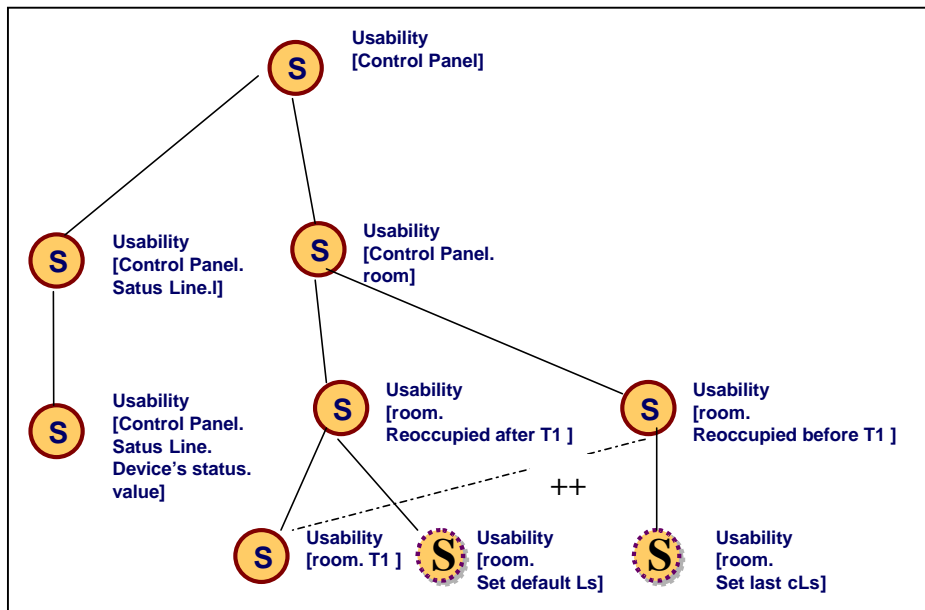 Usability
[Control Panel]
S
Usability
[Control Panel.
Satus Line.I]
S
Usability
[Control Panel.
room]
S
Usability
[Control Panel.
Satus Line.
Device's status.
value]
S
Usability
[room.
Reoccupied after T1 ]
S
Usability
[room.
Reoccupied before T1 ]
S
++
Usability
[room. T1 ]
S
Usability
[room.
Set default Ls]
S
Usability
[room.
Set last cLs]
S